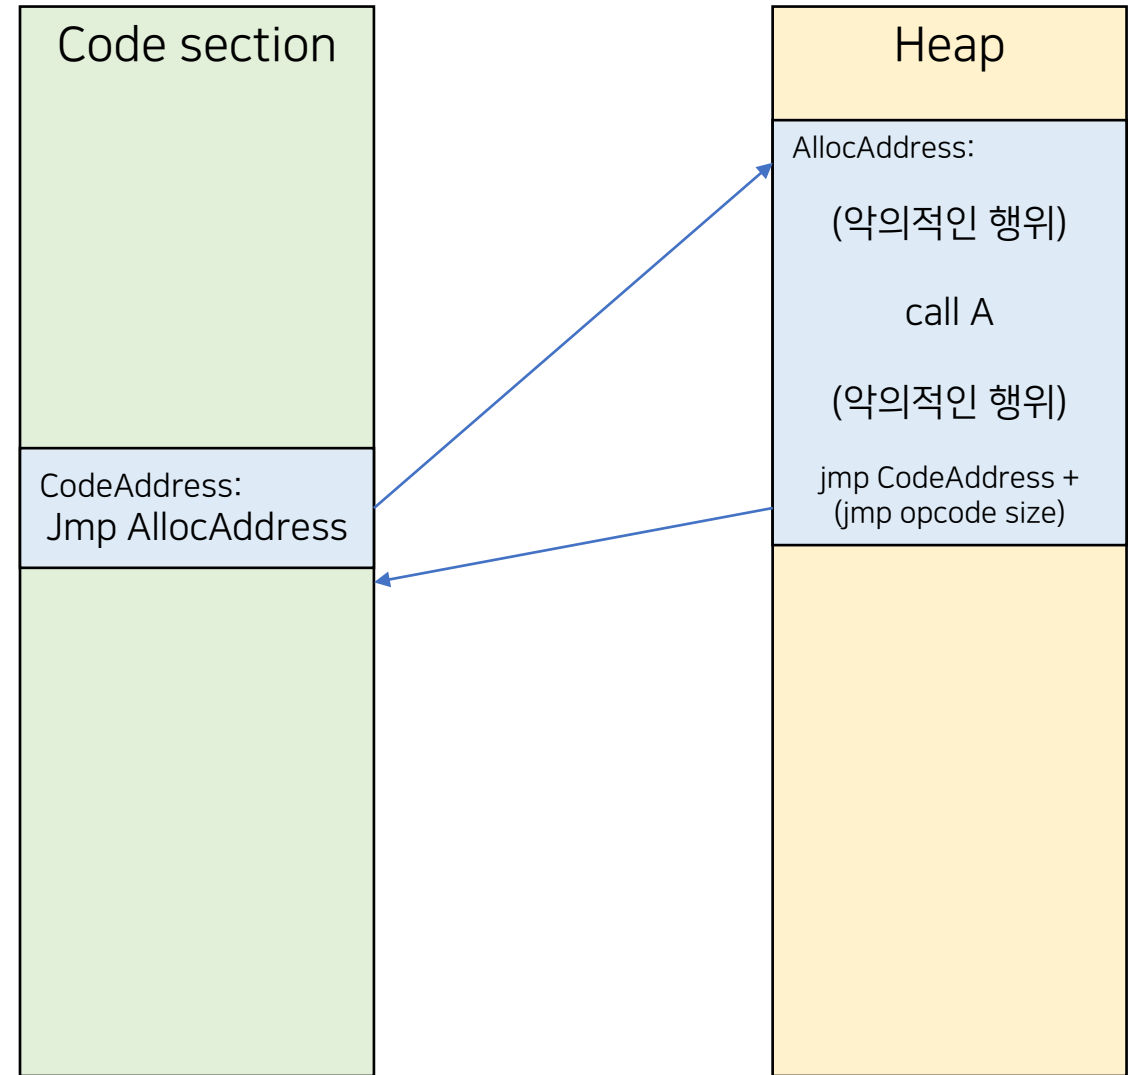 Code section
CodeAddress:
Jmp AllocAddress
Heap
AllocAddress:
(악의적인 행위)
call A
(악의적인 행위)
jmp CodeAddress +
(jmp opcode size)